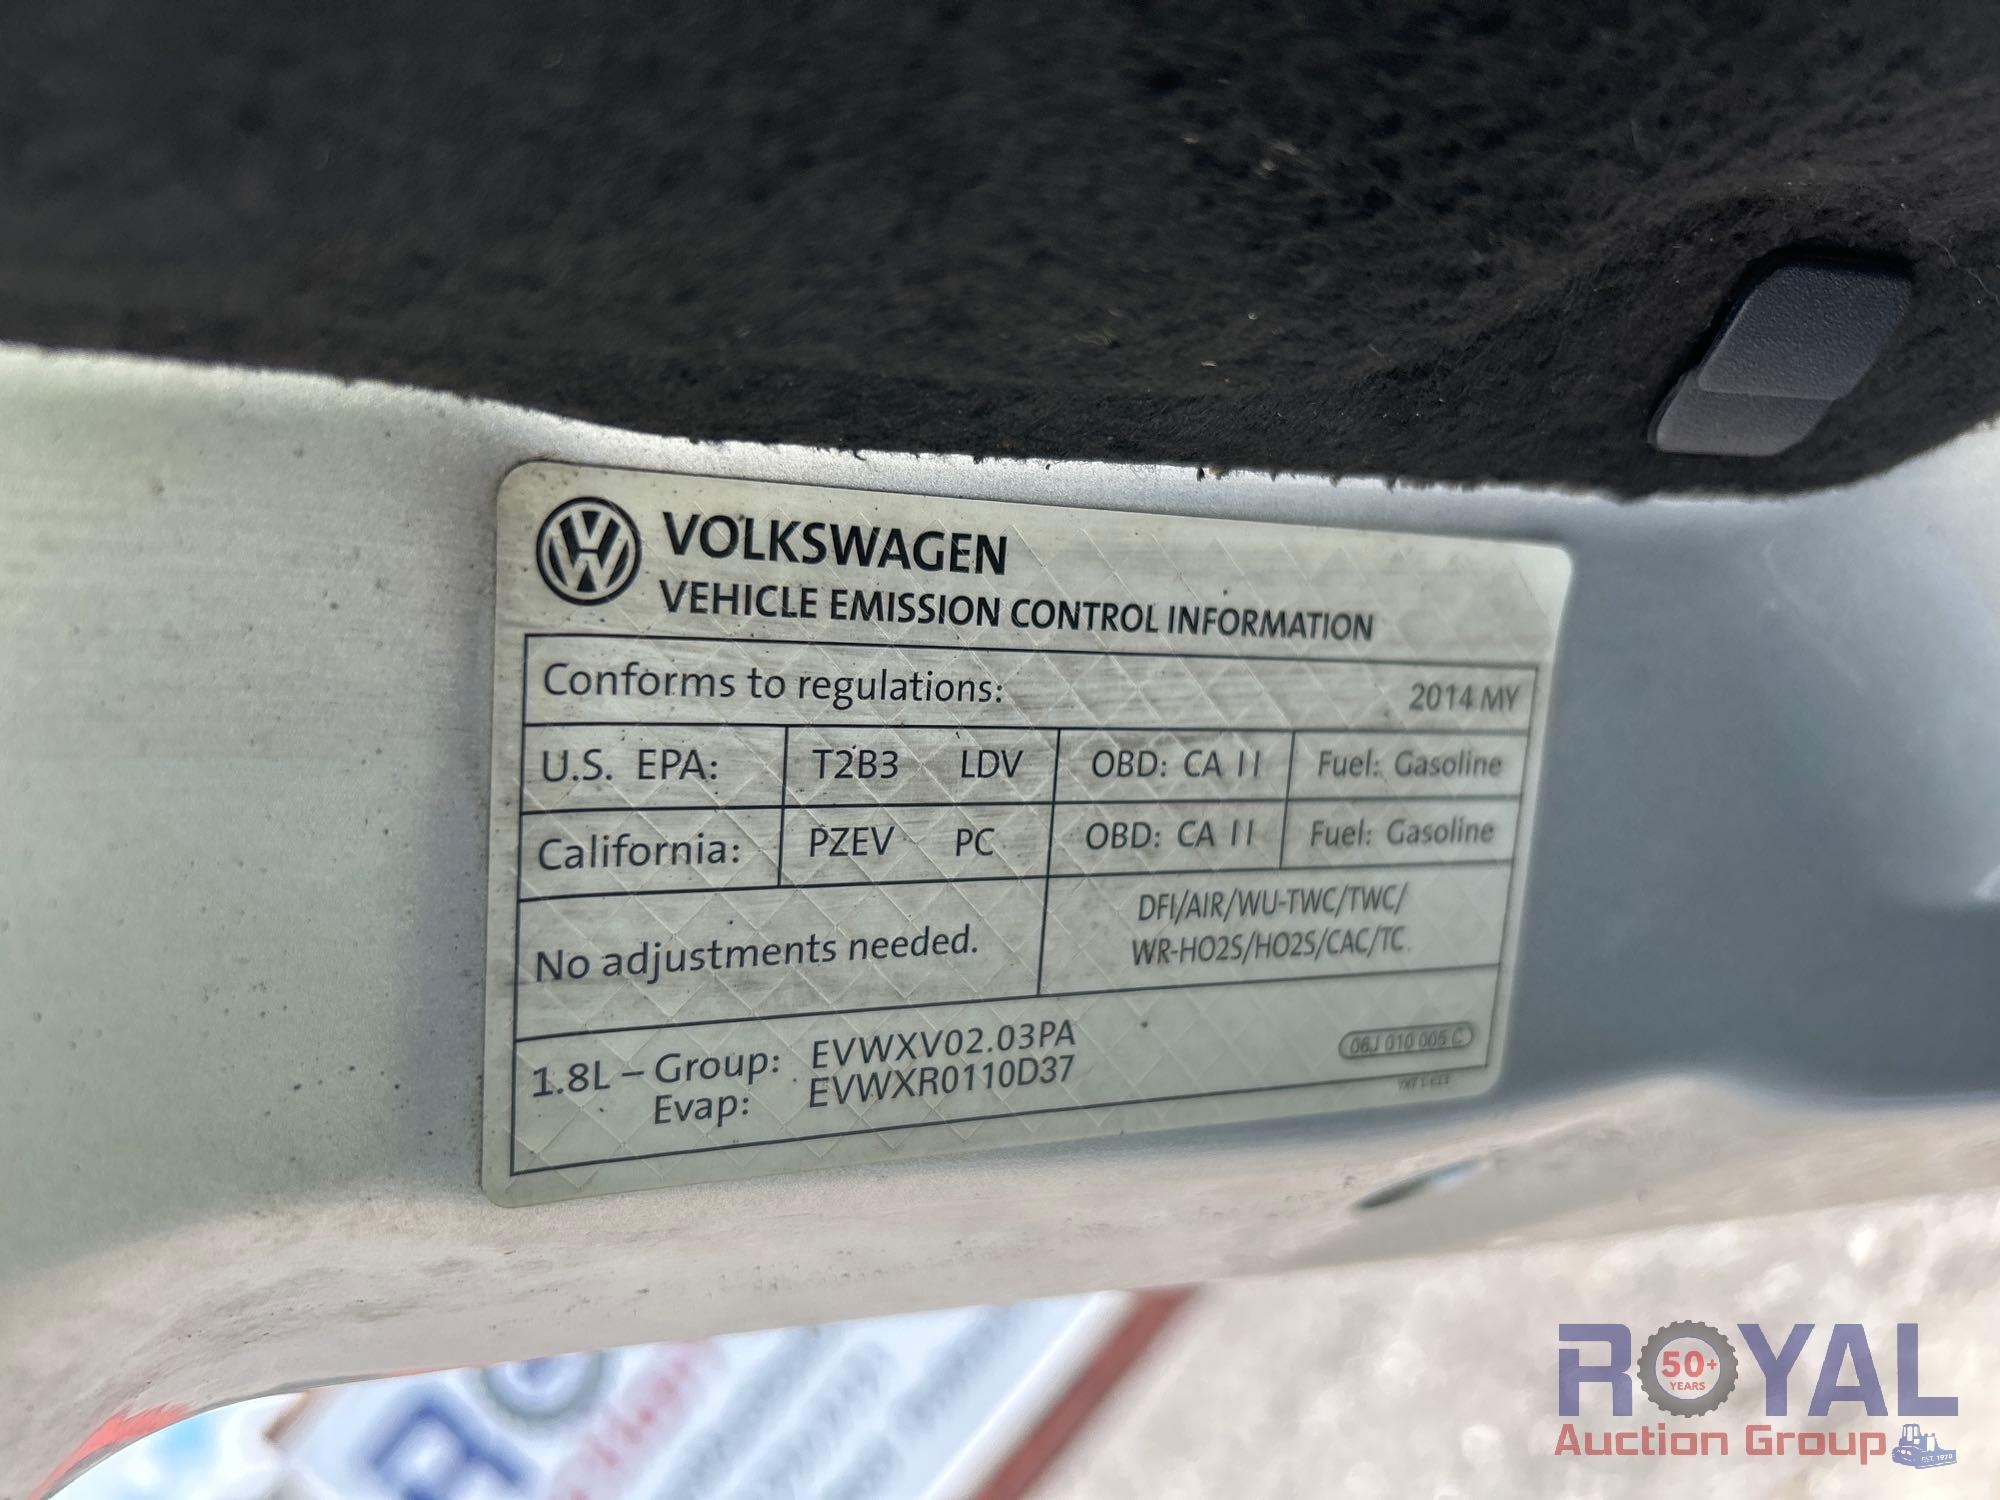 VOLKSWAGEN
VEHICLE EMISSION CONTROL INFORMATION
Conforms to regulations: 2014 MY
U.S. EPA: T2B3 LDV OBD: CA II Fuel: Gasoline
California: PZEV PC OBD: CA II Fuel: Gasoline
No adjustments needed.
DFI/AIR/WU-TWC/TWC/
WR-HO2S/HO2S/CAC/TC
1.8L – Group: EVWXV02.03PA
Evap: EVWXR0110D37
06J 010 005 C
ROYAL
50+
YEARS
Auction Group
EST. 1970